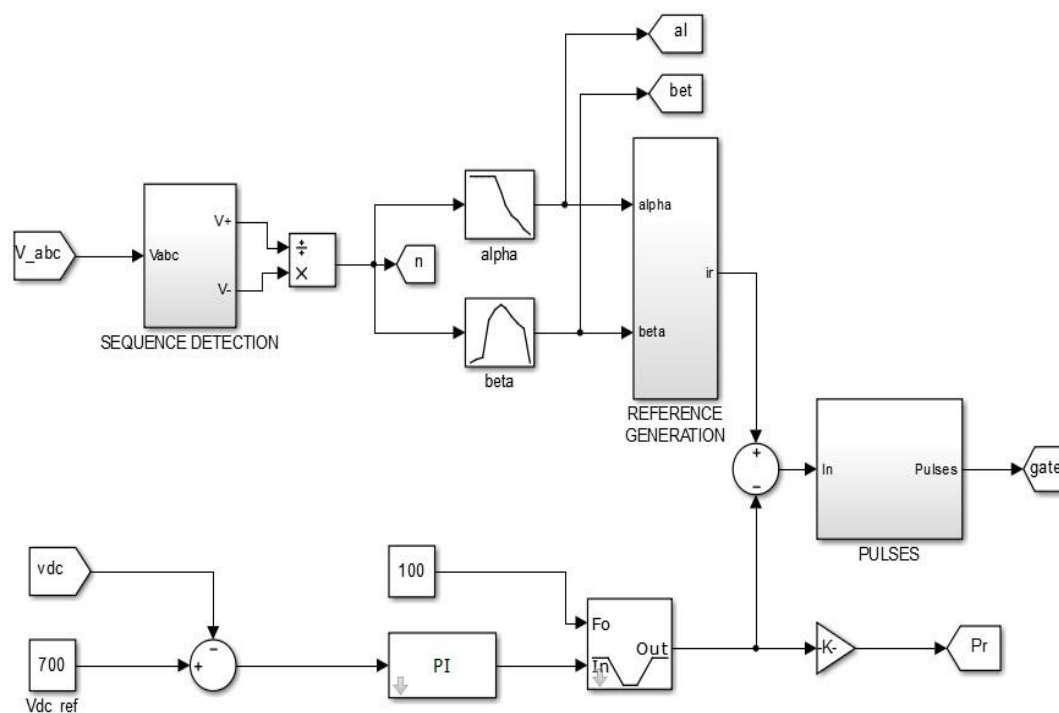 al
bet
V_abc
Vabc
V+
V-
SEQUENCE DETECTION
÷
×
n
alpha
beta
alpha
beta
ir
REFERENCE
GENERATION
+
−
In
Pulses
PULSES
gate
vdc
700
Vdc_ref
−
+
100
PI
Fo
In
Out
-K-
Pr